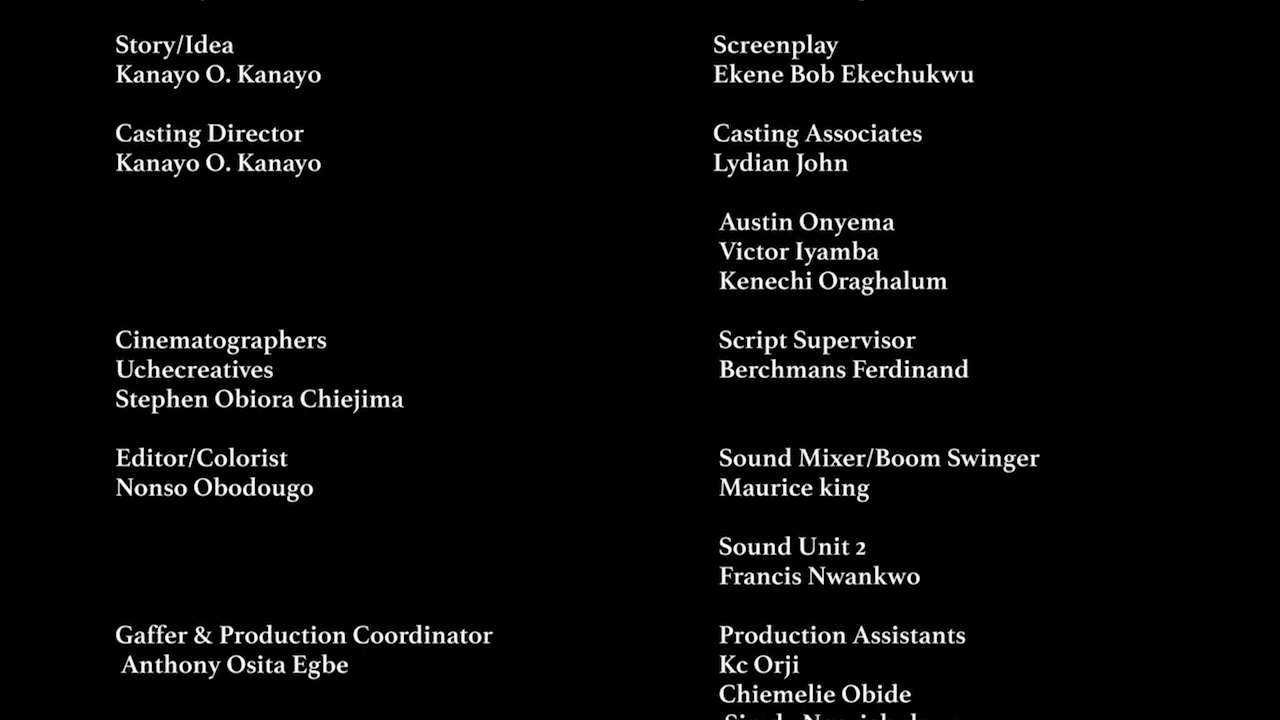 Story/Idea
Kanayo O. Kanayo
Screenplay
Ekene Bob Ekechukwu
Casting Director
Kanayo O. Kanayo
Casting Associates
Lydian John
Austin Onyema
Victor Iyamba
Kenechi Oraghalum
Cinematographers
Uchecreatives
Stephen Obiora Chiejima
Script Supervisor
Berchmans Ferdinand
Editor/Colorist
Nonso Obodougo
Sound Mixer/Boom Swinger
Maurice king
Sound Unit 2
Francis Nwankwo
Gaffer & Production Coordinator
Anthony Osita Egbe
Production Assistants
Kc Orji
Chiemelie Obide